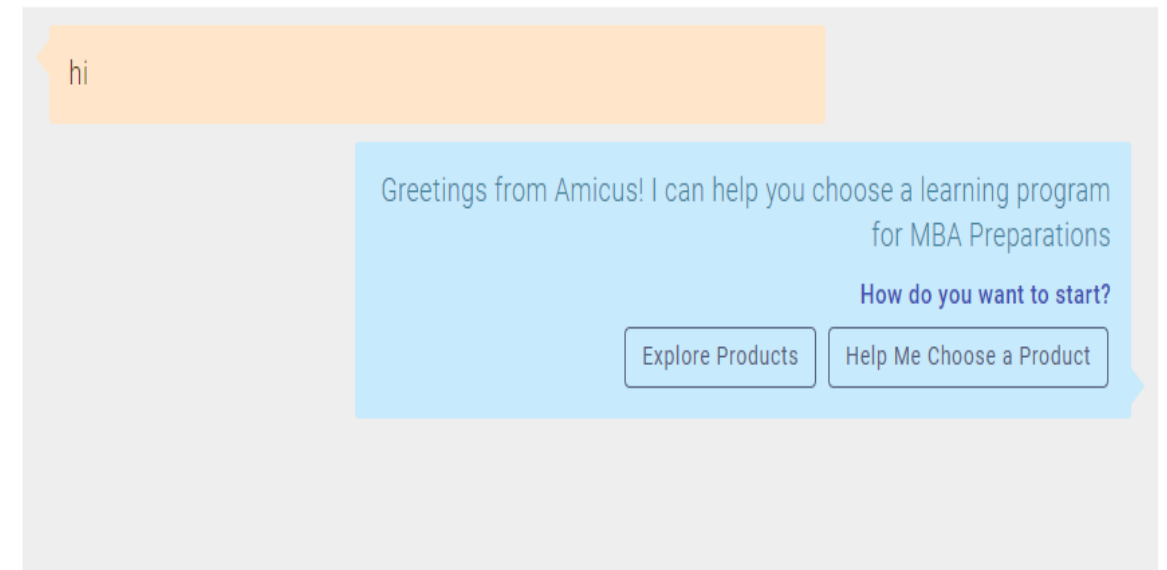 hi
Greetings from Amicus! I can help you choose a learning program
for MBA Preparations
How do you want to start?
Explore Products Help Me Choose a Product